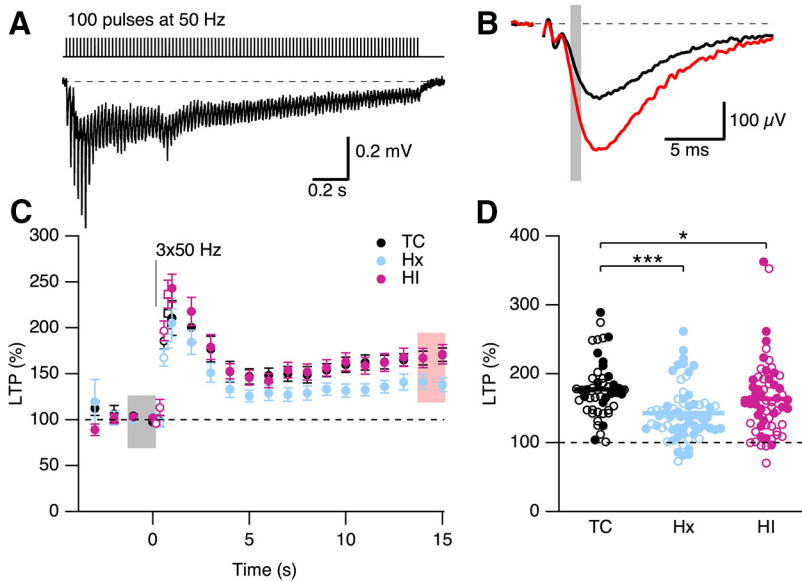 A
100 pulses at 50 Hz
0.2 mV
0.2 s
B
100 µV
5 ms
C
300
250
200
150
100
50
0
LTP (%)
3x50 Hz
TC
Hx
HI
0
5
10
15
Time (s)
D
400
300
200
100
0
LTP (%)
*
***
TC
Hx
HI